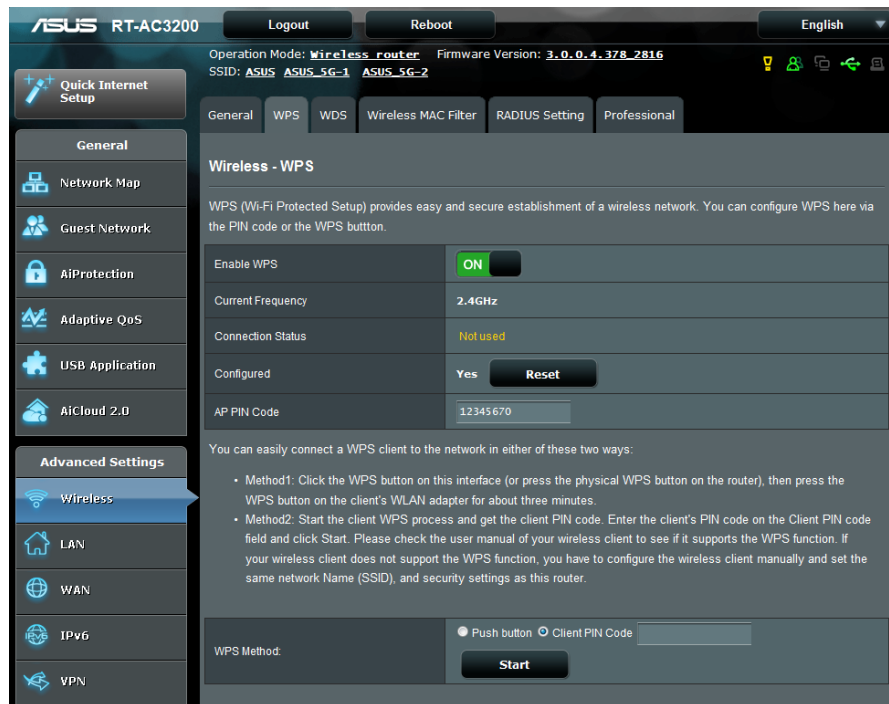 ASUS RT-AC3200 Logout Reboot English
Operation Mode: Wireless router Firmware Version: 3.0.0.4.378_2816
SSID: ASUS ASUS_5G-1 ASUS_5G-2
Quick Internet
Setup
General
Network Map
Guest Network
AiProtection
Adaptive QoS
USB Application
AiCloud 2.0
Advanced Settings
Wireless
LAN
WAN
IPv6
VPN
General WPS WDS Wireless MAC Filter RADIUS Setting Professional
Wireless - WPS
WPS (Wi-Fi Protected Setup) provides easy and secure establishment of a wireless network. You can configure WPS here via
the PIN code or the WPS buttton.
Enable WPS ON
Current Frequency 2.4GHz
Connection Status Not used
Configured Yes Reset
AP PIN Code 12345670
You can easily connect a WPS client to the network in either of these two ways:
• Method1: Click the WPS button on this interface (or press the physical WPS button on the router), then press the
WPS button on the client's WLAN adapter for about three minutes.
• Method2: Start the client WPS process and get the client PIN code. Enter the client's PIN code on the Client PIN code
field and click Start. Please check the user manual of your wireless client to see if it supports the WPS function. If
your wireless client does not support the WPS function, you have to configure the wireless client manually and set the
same network Name (SSID), and security settings as this router.
WPS Method: Push button Client PIN Code
Start